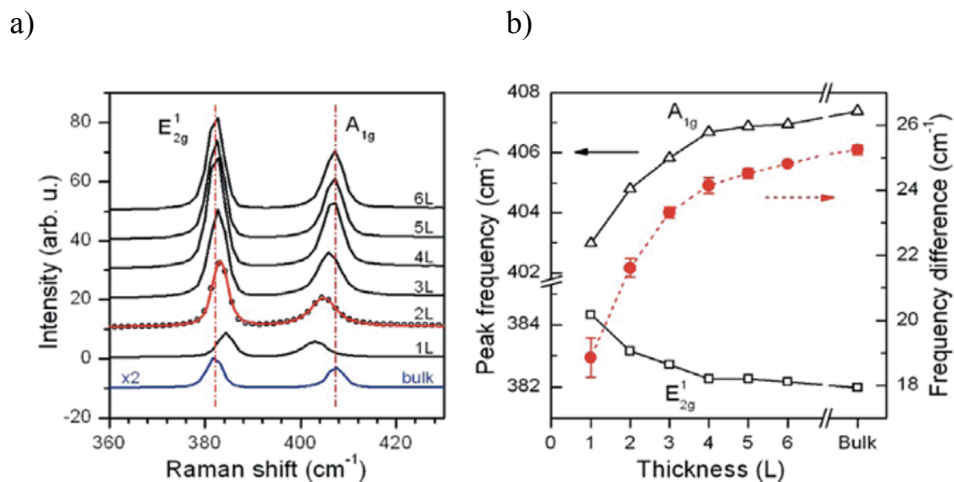 a)
b)
E¹₂g
A₁g
6L
5L
4L
3L
2L
1L
x2
bulk
80
60
40
20
0
-20
Intensity (arb. u.)
360
380
400
420
Raman shift (cm⁻¹)
408
406
404
402
384
382
Peak frequency (cm⁻¹)
A₁g
E¹₂g
26
24
22
20
18
Frequency difference (cm⁻¹)
0
1
2
3
4
5
6
Bulk
Thickness (L)